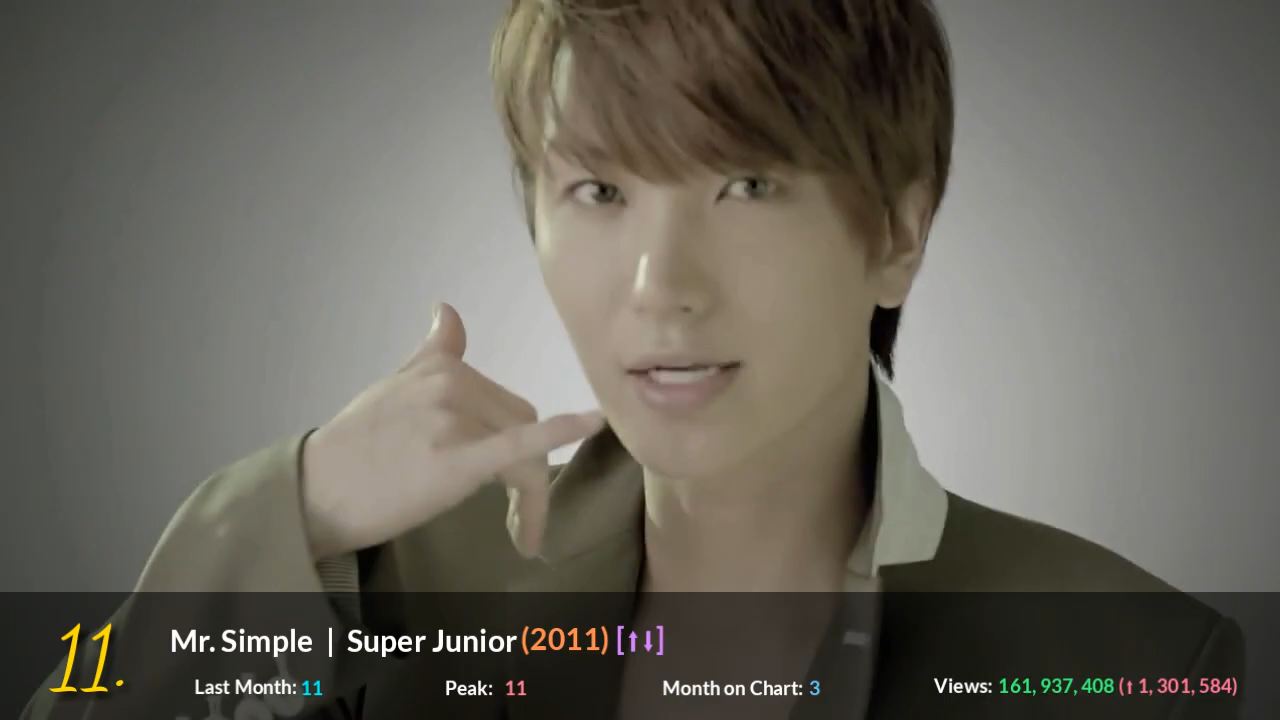 11. Mr. Simple | Super Junior (2011) [↑↓]
Last Month: 11 Peak: 11 Month on Chart: 3 Views: 161,937,408 (↑ 1,301,584)